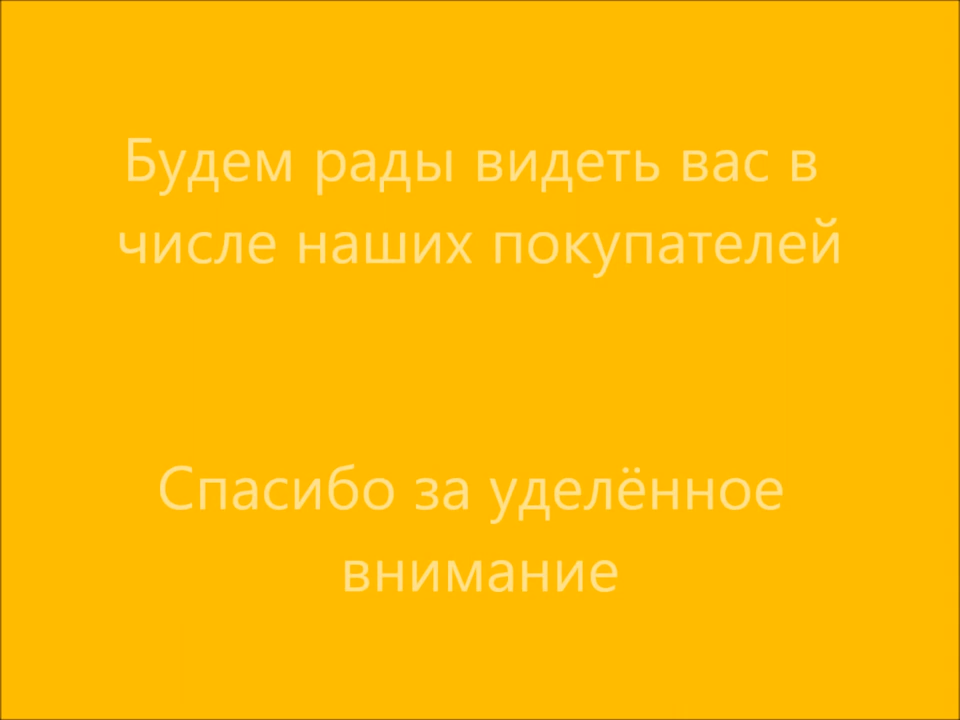 Будем рады видеть вас в
числе наших покупателей
Спасибо за уделённое
внимание